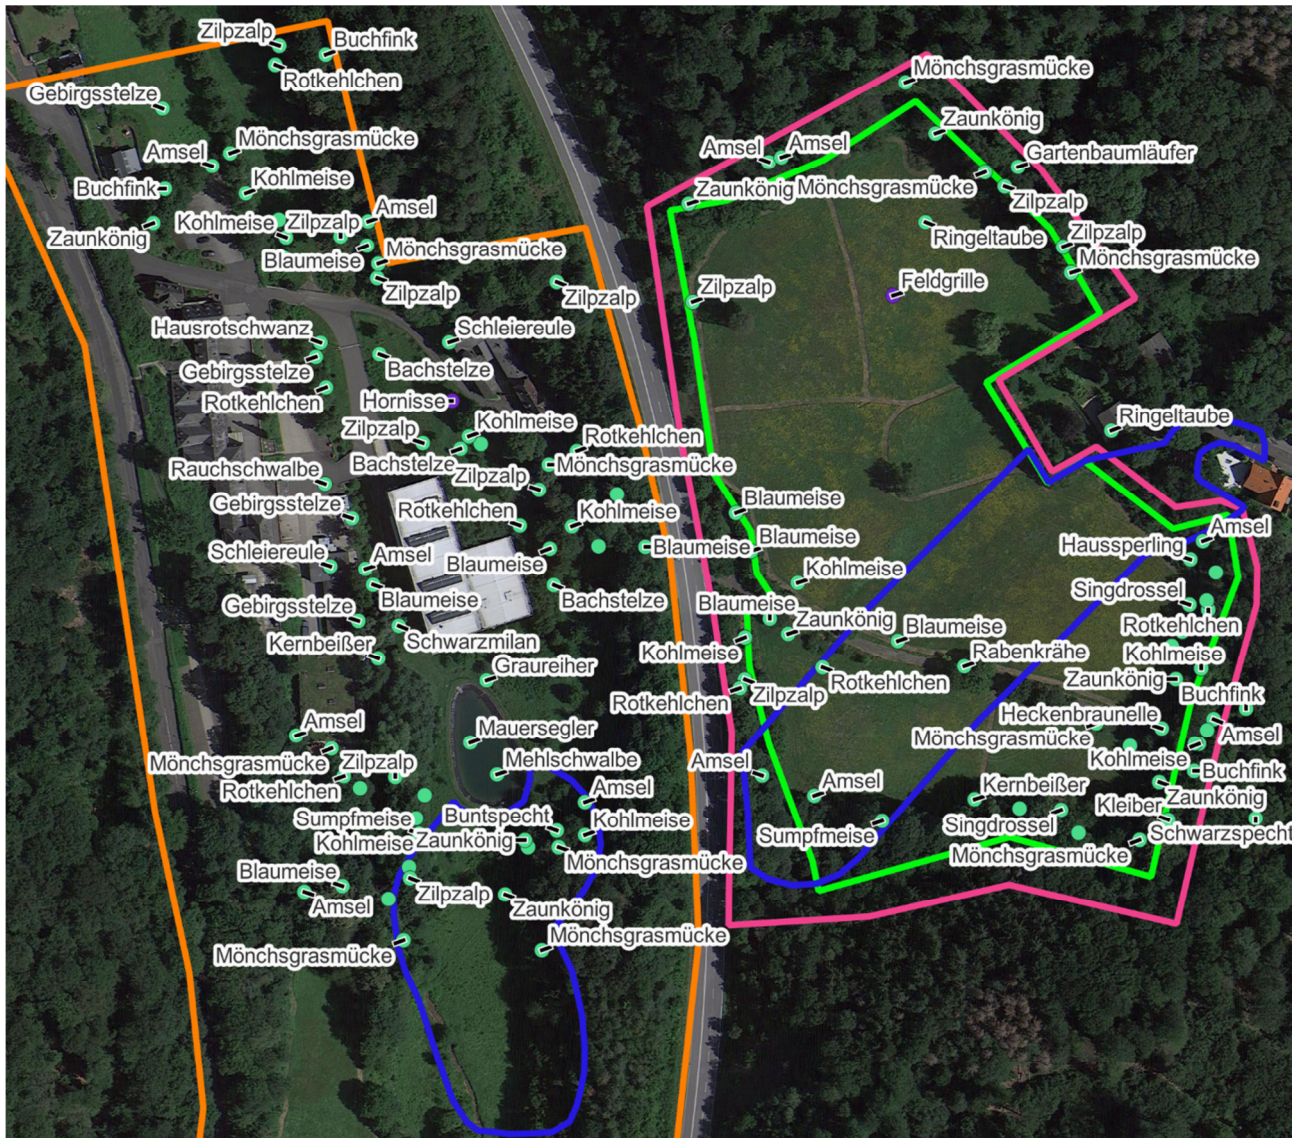 Zilpzalp
Buchfink
Rotkehlchen
Gebirgsstelze
Mönchsgrasmücke
Amsel
Buchfink
Kohlmeise
Zaunkönig
Kohlmeise
Zilpzalp
Amsel
Blaumeise
Mönchsgrasmücke
Zilpzalp
Zilpzalp
Hausrotschwanz
Schleiereule
Gebirgsstelze
Bachstelze
Rotkehlchen
Hornisse
Zilpzalp
Kohlmeise
Bachstelze
Rotkehlchen
Mönchsgrasmücke
Rauchschwalbe
Zilpzalp
Gebirgsstelze
Rotkehlchen
Kohlmeise
Schleiereule
Amsel
Blaumeise
Blaumeise
Blaumeise
Bachstelze
Gebirgsstelze
Kernbeißer
Schwarzmilan
Graureiher
Amsel
Mauersegler
Mönchsgrasmücke
Zilpzalp
Mehlschwalbe
Rotkehlchen
Amsel
Sumpfmeise
Buntspecht
Kohlmeise
Kohlmeise
Zaunkönig
Mönchsgrasmücke
Blaumeise
Amsel
Zilpzalp
Zaunkönig
Mönchsgrasmücke
Mönchsgrasmücke
Mönchsgrasmücke
Zaunkönig
Amsel
Amsel
Gartenbaumläufer
Zaunkönig
Mönchsgrasmücke
Zilpzalp
Ringeltaube
Zilpzalp
Mönchsgrasmücke
Feldgrille
Zilpzalp
Ringeltaube
Blaumeise
Blaumeise
Kohlmeise
Amsel
Haussperling
Blaumeise
Zaunkönig
Singdrossel
Rotkehlchen
Kohlmeise
Blaumeise
Rabenkrähe
Kohlmeise
Zaunkönig
Rotkehlchen
Zilpzalp
Rotkehlchen
Buchfink
Heckenbraunelle
Amsel
Mönchsgrasmücke
Kohlmeise
Amsel
Amsel
Kernbeißer
Buchfink
Zaunkönig
Kleiber
Singdrossel
Sumpfmeise
Schwarzspecht
Mönchsgrasmücke